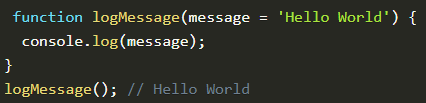 function logMessage(message = 'Hello World') {
console.log(message);
}
logMessage(); // Hello World